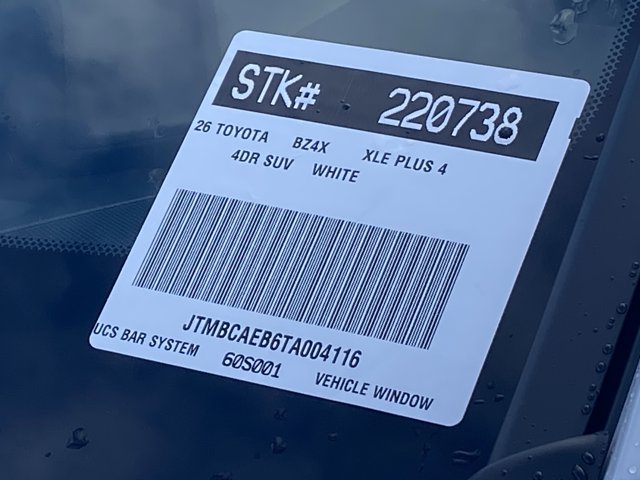 STK# 220738
26 TOYOTA BZ4X XLE PLUS 4
4DR SUV WHITE
JTMBCAEB6TA004116
UCS BAR SYSTEM 60S001 VEHICLE WINDOW